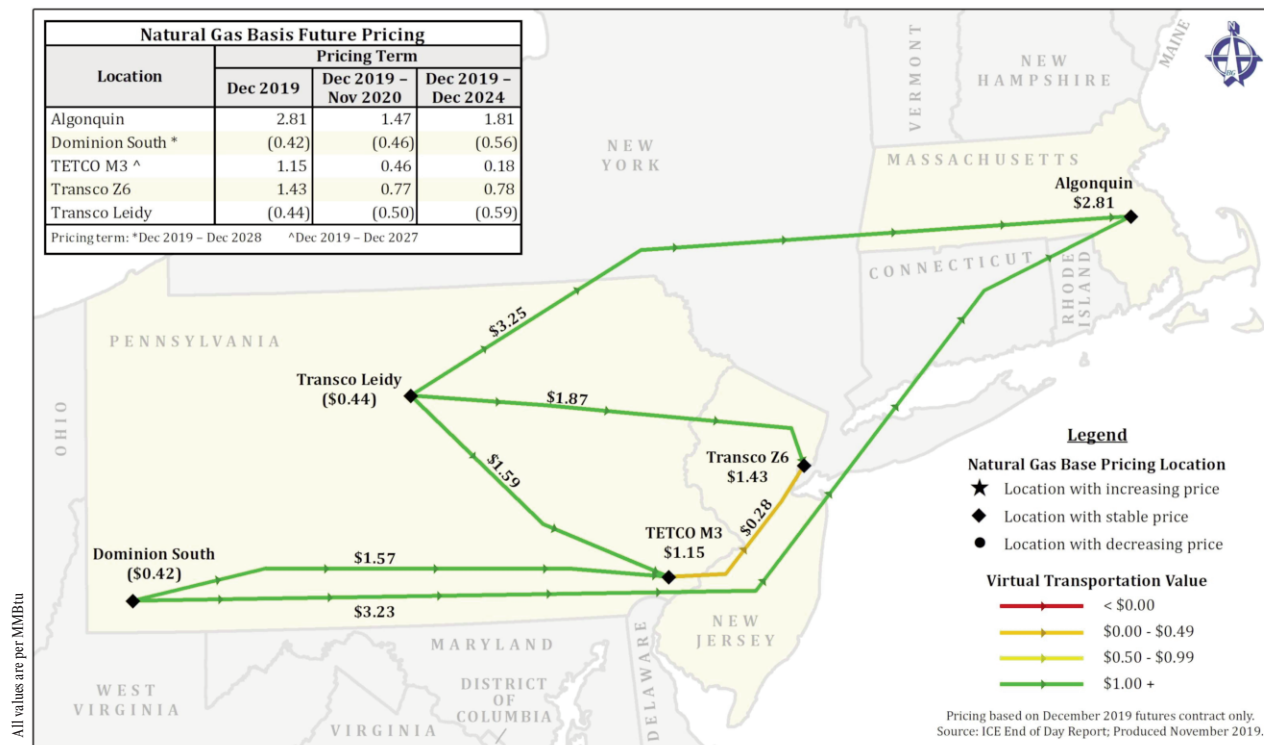 Natural Gas Basis Future Pricing
Location
Pricing Term
Dec 2019
Dec 2019 –
Nov 2020
Dec 2019 –
Dec 2024
Algonquin 2.81 1.47 1.81
Dominion South * (0.42) (0.46) (0.56)
TETCO M3 ^ 1.15 0.46 0.18
Transco Z6 1.43 0.77 0.78
Transco Leidy (0.44) (0.50) (0.59)
Pricing term: *Dec 2019 – Dec 2028 ^Dec 2019 – Dec 2027
MAINE
VERMONT
NEW
HAMPSHIRE
NEW
YORK
MASSACHUSETTS
Algonquin
$2.81
CONNECTICUT
RHODE
ISLAND
PENNSYLVANIA
$3.25
Transco Leidy
($0.44)
$1.87
OHIO
$1.59
Transco Z6
$1.43
$0.28
TETCO M3
$1.15
Dominion South
($0.42)
$1.57
$3.23
NEW
JERSEY
MARYLAND
DELAWARE
WEST
VIRGINIA
DISTRICT
OF
COLUMBIA
VIRGINIA
Legend
Natural Gas Base Pricing Location
Location with increasing price
Location with stable price
Location with decreasing price
Virtual Transportation Value
< $0.00
$0.00 - $0.49
$0.50 - $0.99
$1.00 +
Pricing based on December 2019 futures contract only.
Source: ICE End of Day Report; Produced November 2019.
All values are per MMBtu